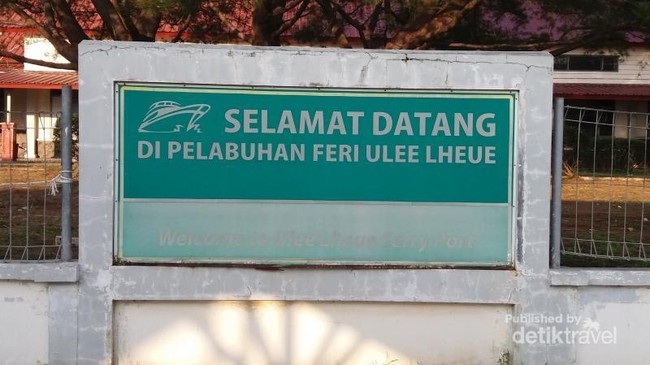 SELAMAT DATANG
DI PELABUHAN FERI ULEE LHEUE
Welcome to Ulee Lheue Ferry Port
Published by
detiktravel